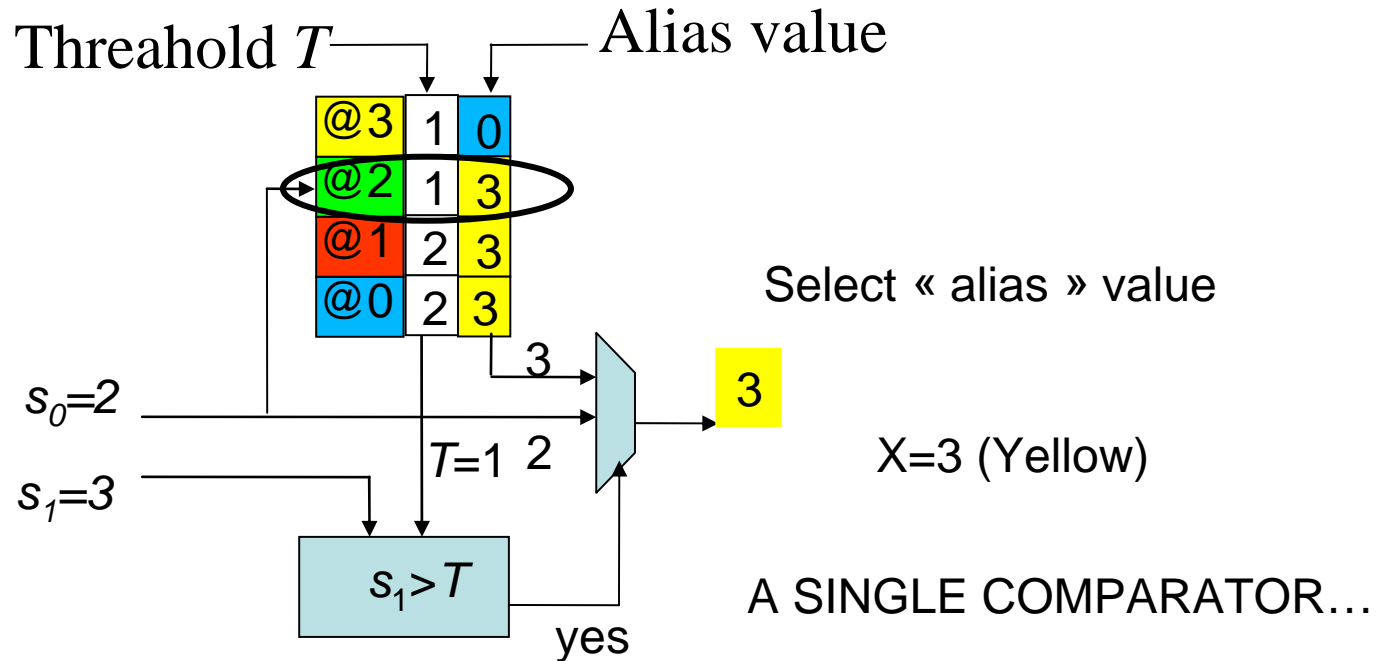 Threahold T Alias value
@3 1 0
@2 1 3
@1 2 3
@0 2 3
Select « alias » value
3
3
s0=2
T=1 2
X=3 (Yellow)
s1=3
s1>T
A SINGLE COMPARATOR…
yes